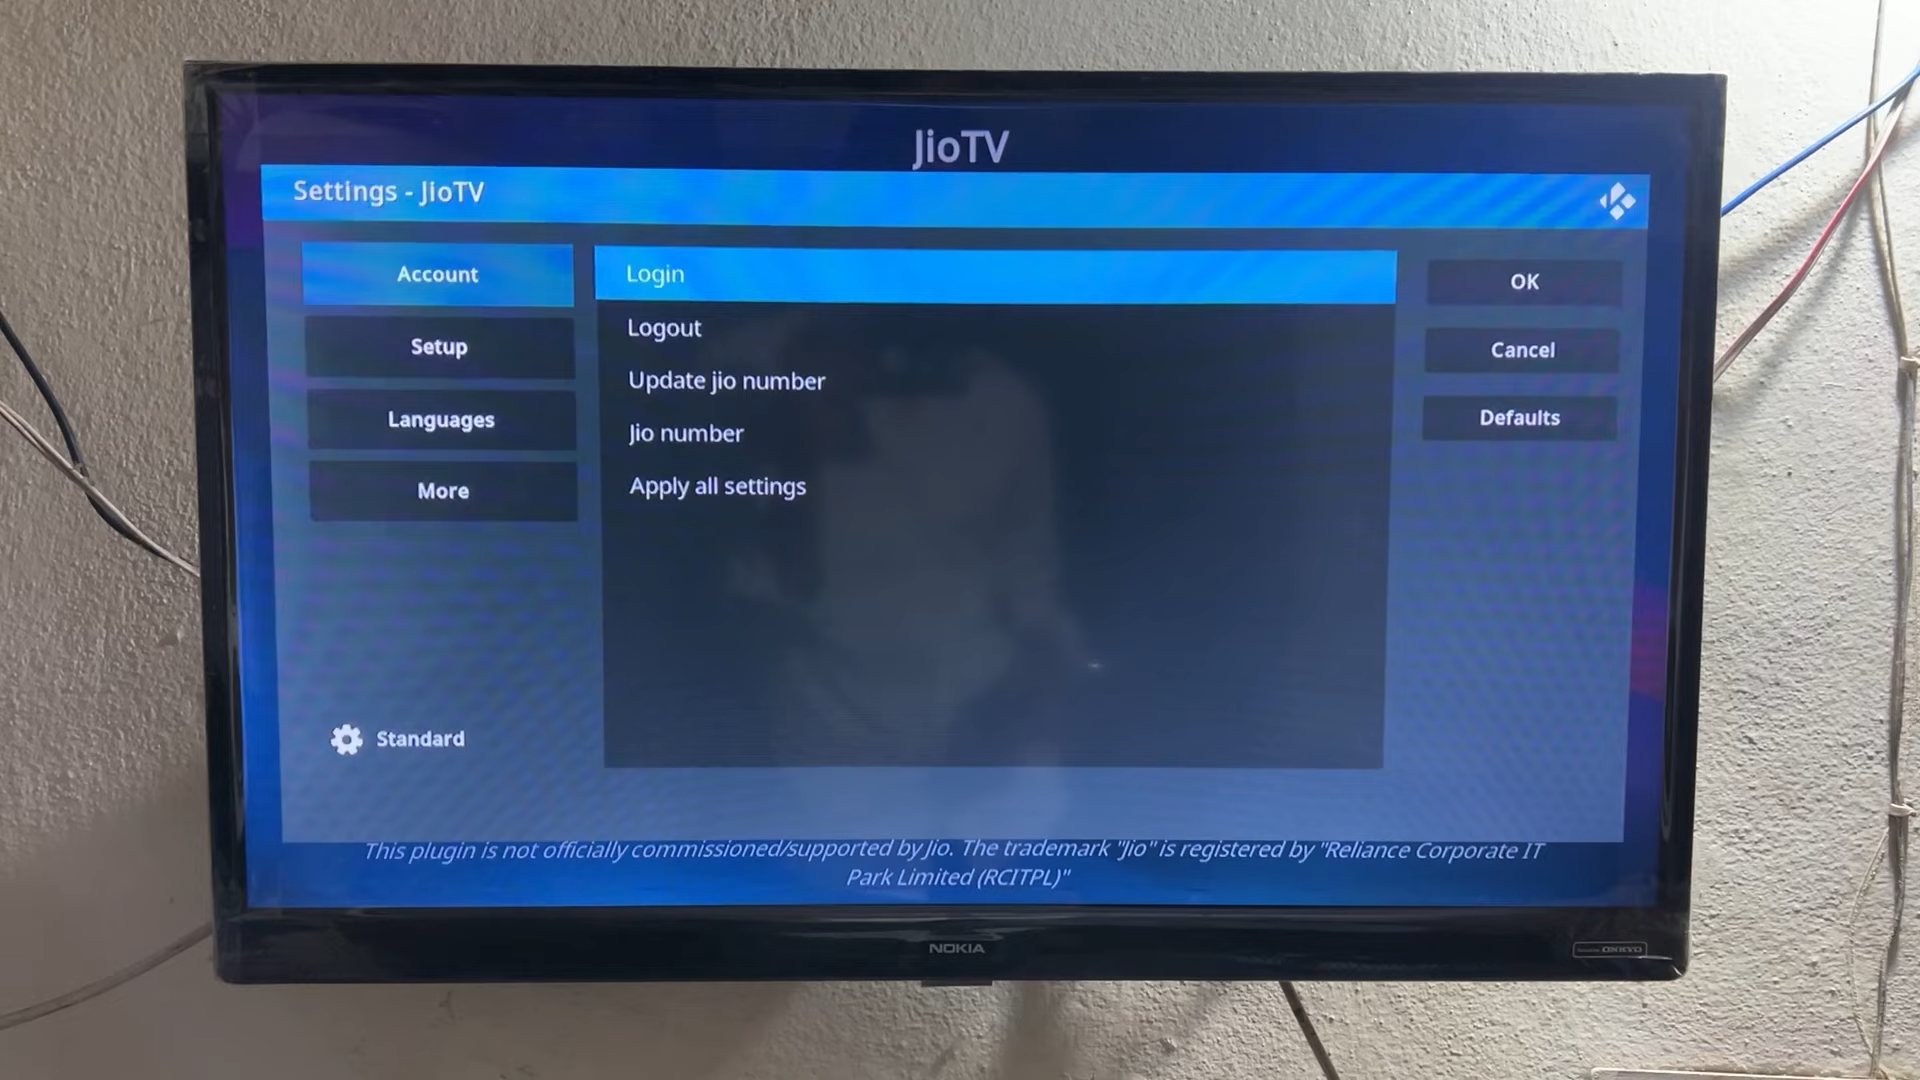 JioTV
Settings - JioTV
Account
Setup
Languages
More
Standard
Login
Logout
Update jio number
Jio number
Apply all settings
OK
Cancel
Defaults
This plugin is not officially commissioned/supported by Jio. The trademark "Jio" is registered by "Reliance Corporate IT
Park Limited (RCITPL)"
NOKIA
ONKYO